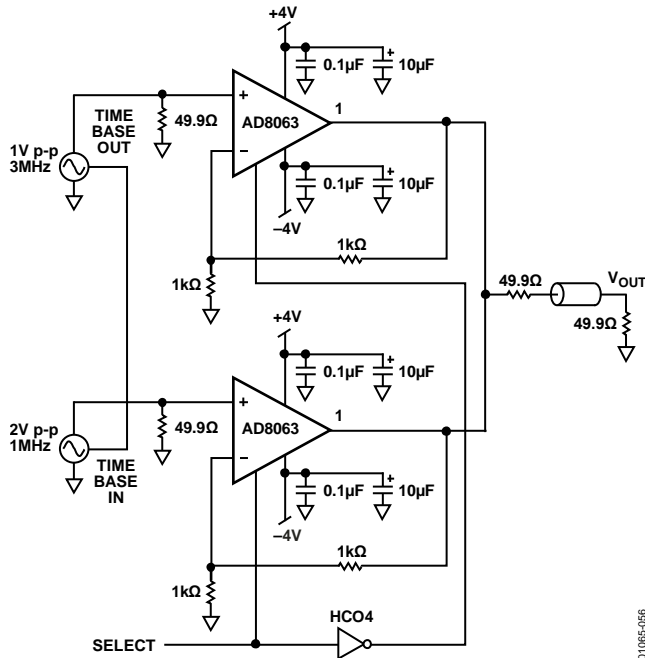 +4V
+
0.1µF
10µF
+
1
TIME
BASE
OUT
49.9Ω
AD8063
1V p-p
3MHz
–
+
0.1µF
10µF
–4V
1kΩ
1kΩ
49.9Ω
VOUT
49.9Ω
+4V
+
0.1µF
10µF
+
1
49.9Ω
AD8063
2V p-p
1MHz
–
TIME
BASE
IN
+
0.1µF
10µF
–4V
1kΩ
1kΩ
HCO4
SELECT
01065-056